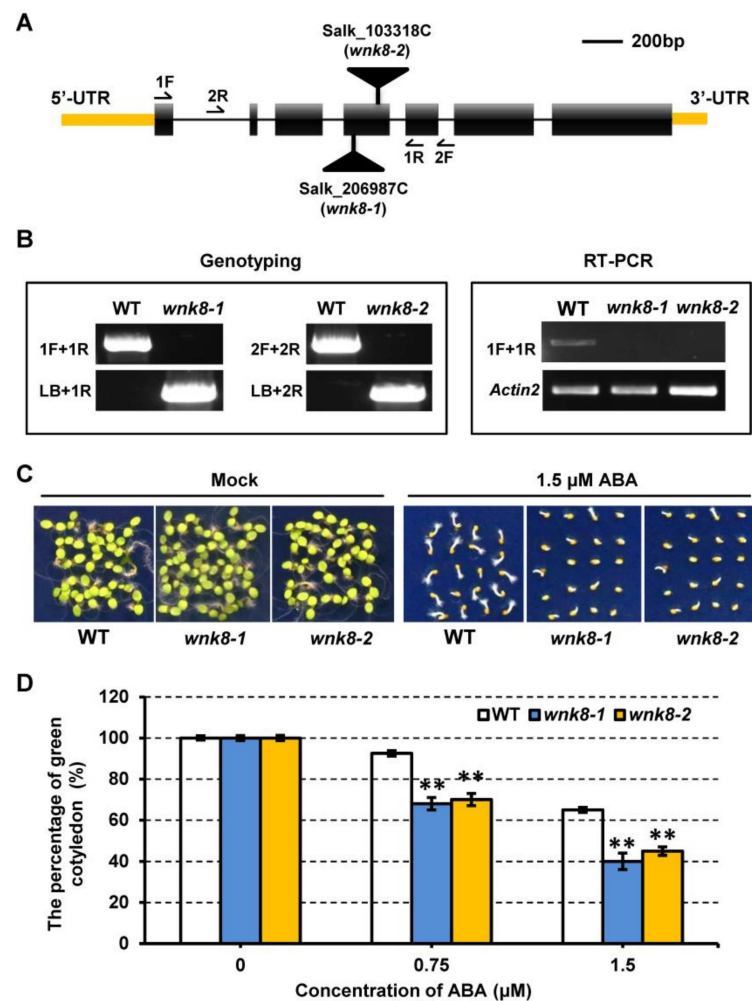 A
Salk_103318C
(wnk8-2)
200bp
5'-UTR
1F
2R
3'-UTR
1R
2F
Salk_206987C
(wnk8-1)
B
Genotyping
RT-PCR
WT
wnk8-1
WT
wnk8-2
WT
wnk8-1
wnk8-2
1F+1R
2F+2R
1F+1R
LB+1R
LB+2R
Actin2
C
Mock
1.5 μM ABA
WT
wnk8-1
wnk8-2
WT
wnk8-1
wnk8-2
D
The percentage of green
cotyledon (%)
120
100
80
60
40
20
0
WT
wnk8-1
wnk8-2
**
**
**
**
0
0.75
1.5
Concentration of ABA (μM)